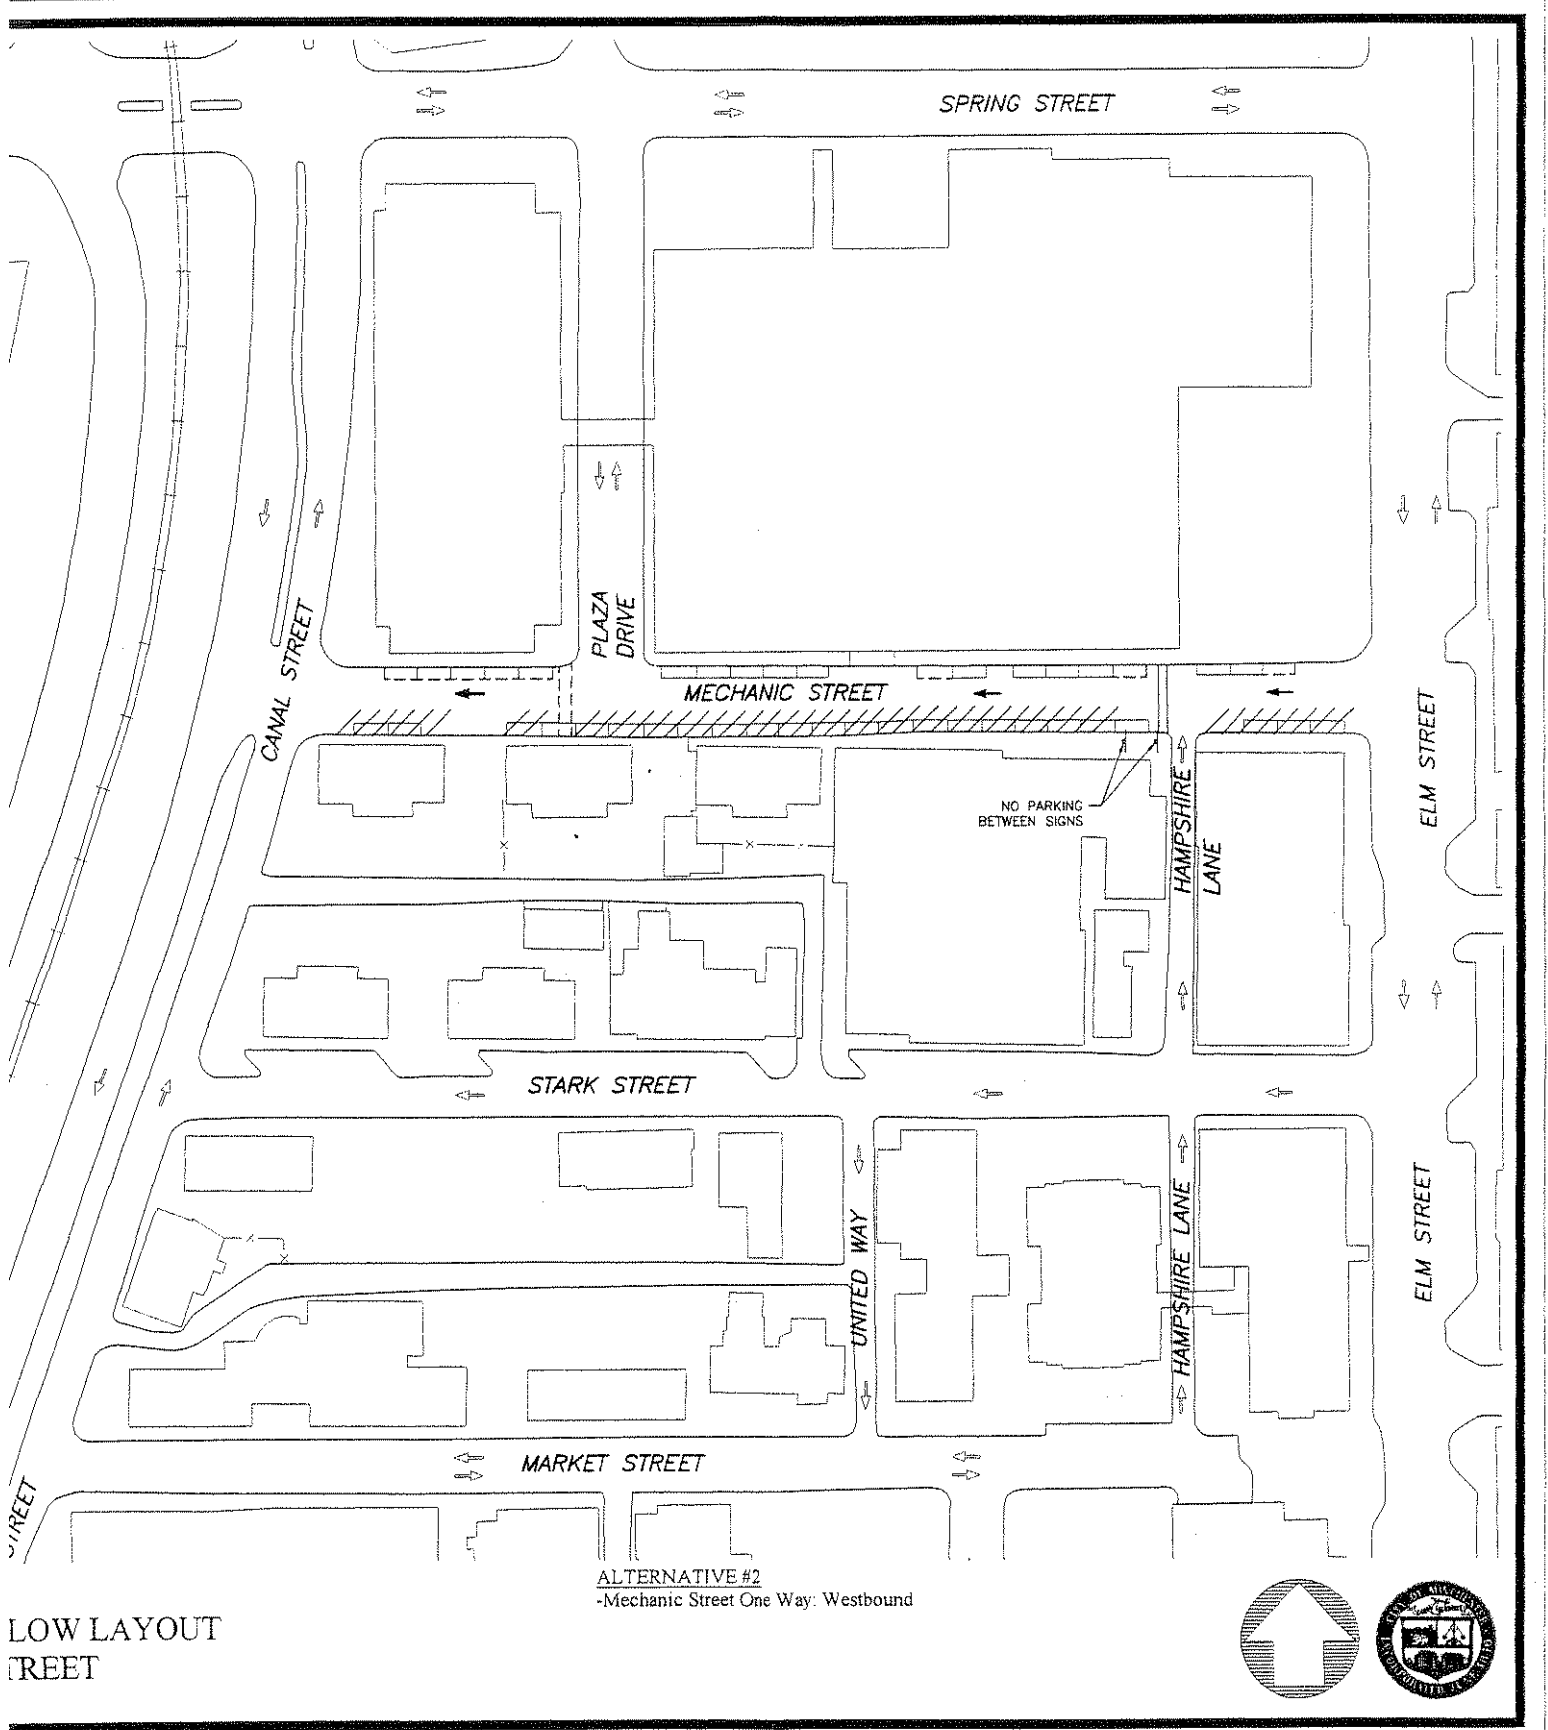 SPRING STREET
PLAZA
DRIVE
CANAL STREET
MECHANIC STREET
ELM STREET
NO PARKING
BETWEEN SIGNS
HAMPSHIRE
LANE
STARK STREET
UNITED WAY
HAMPSHIRE LANE
ELM STREET
MARKET STREET
STREET
ALTERNATIVE #2
-Mechanic Street One Way: Westbound
LOW LAYOUT
TREET